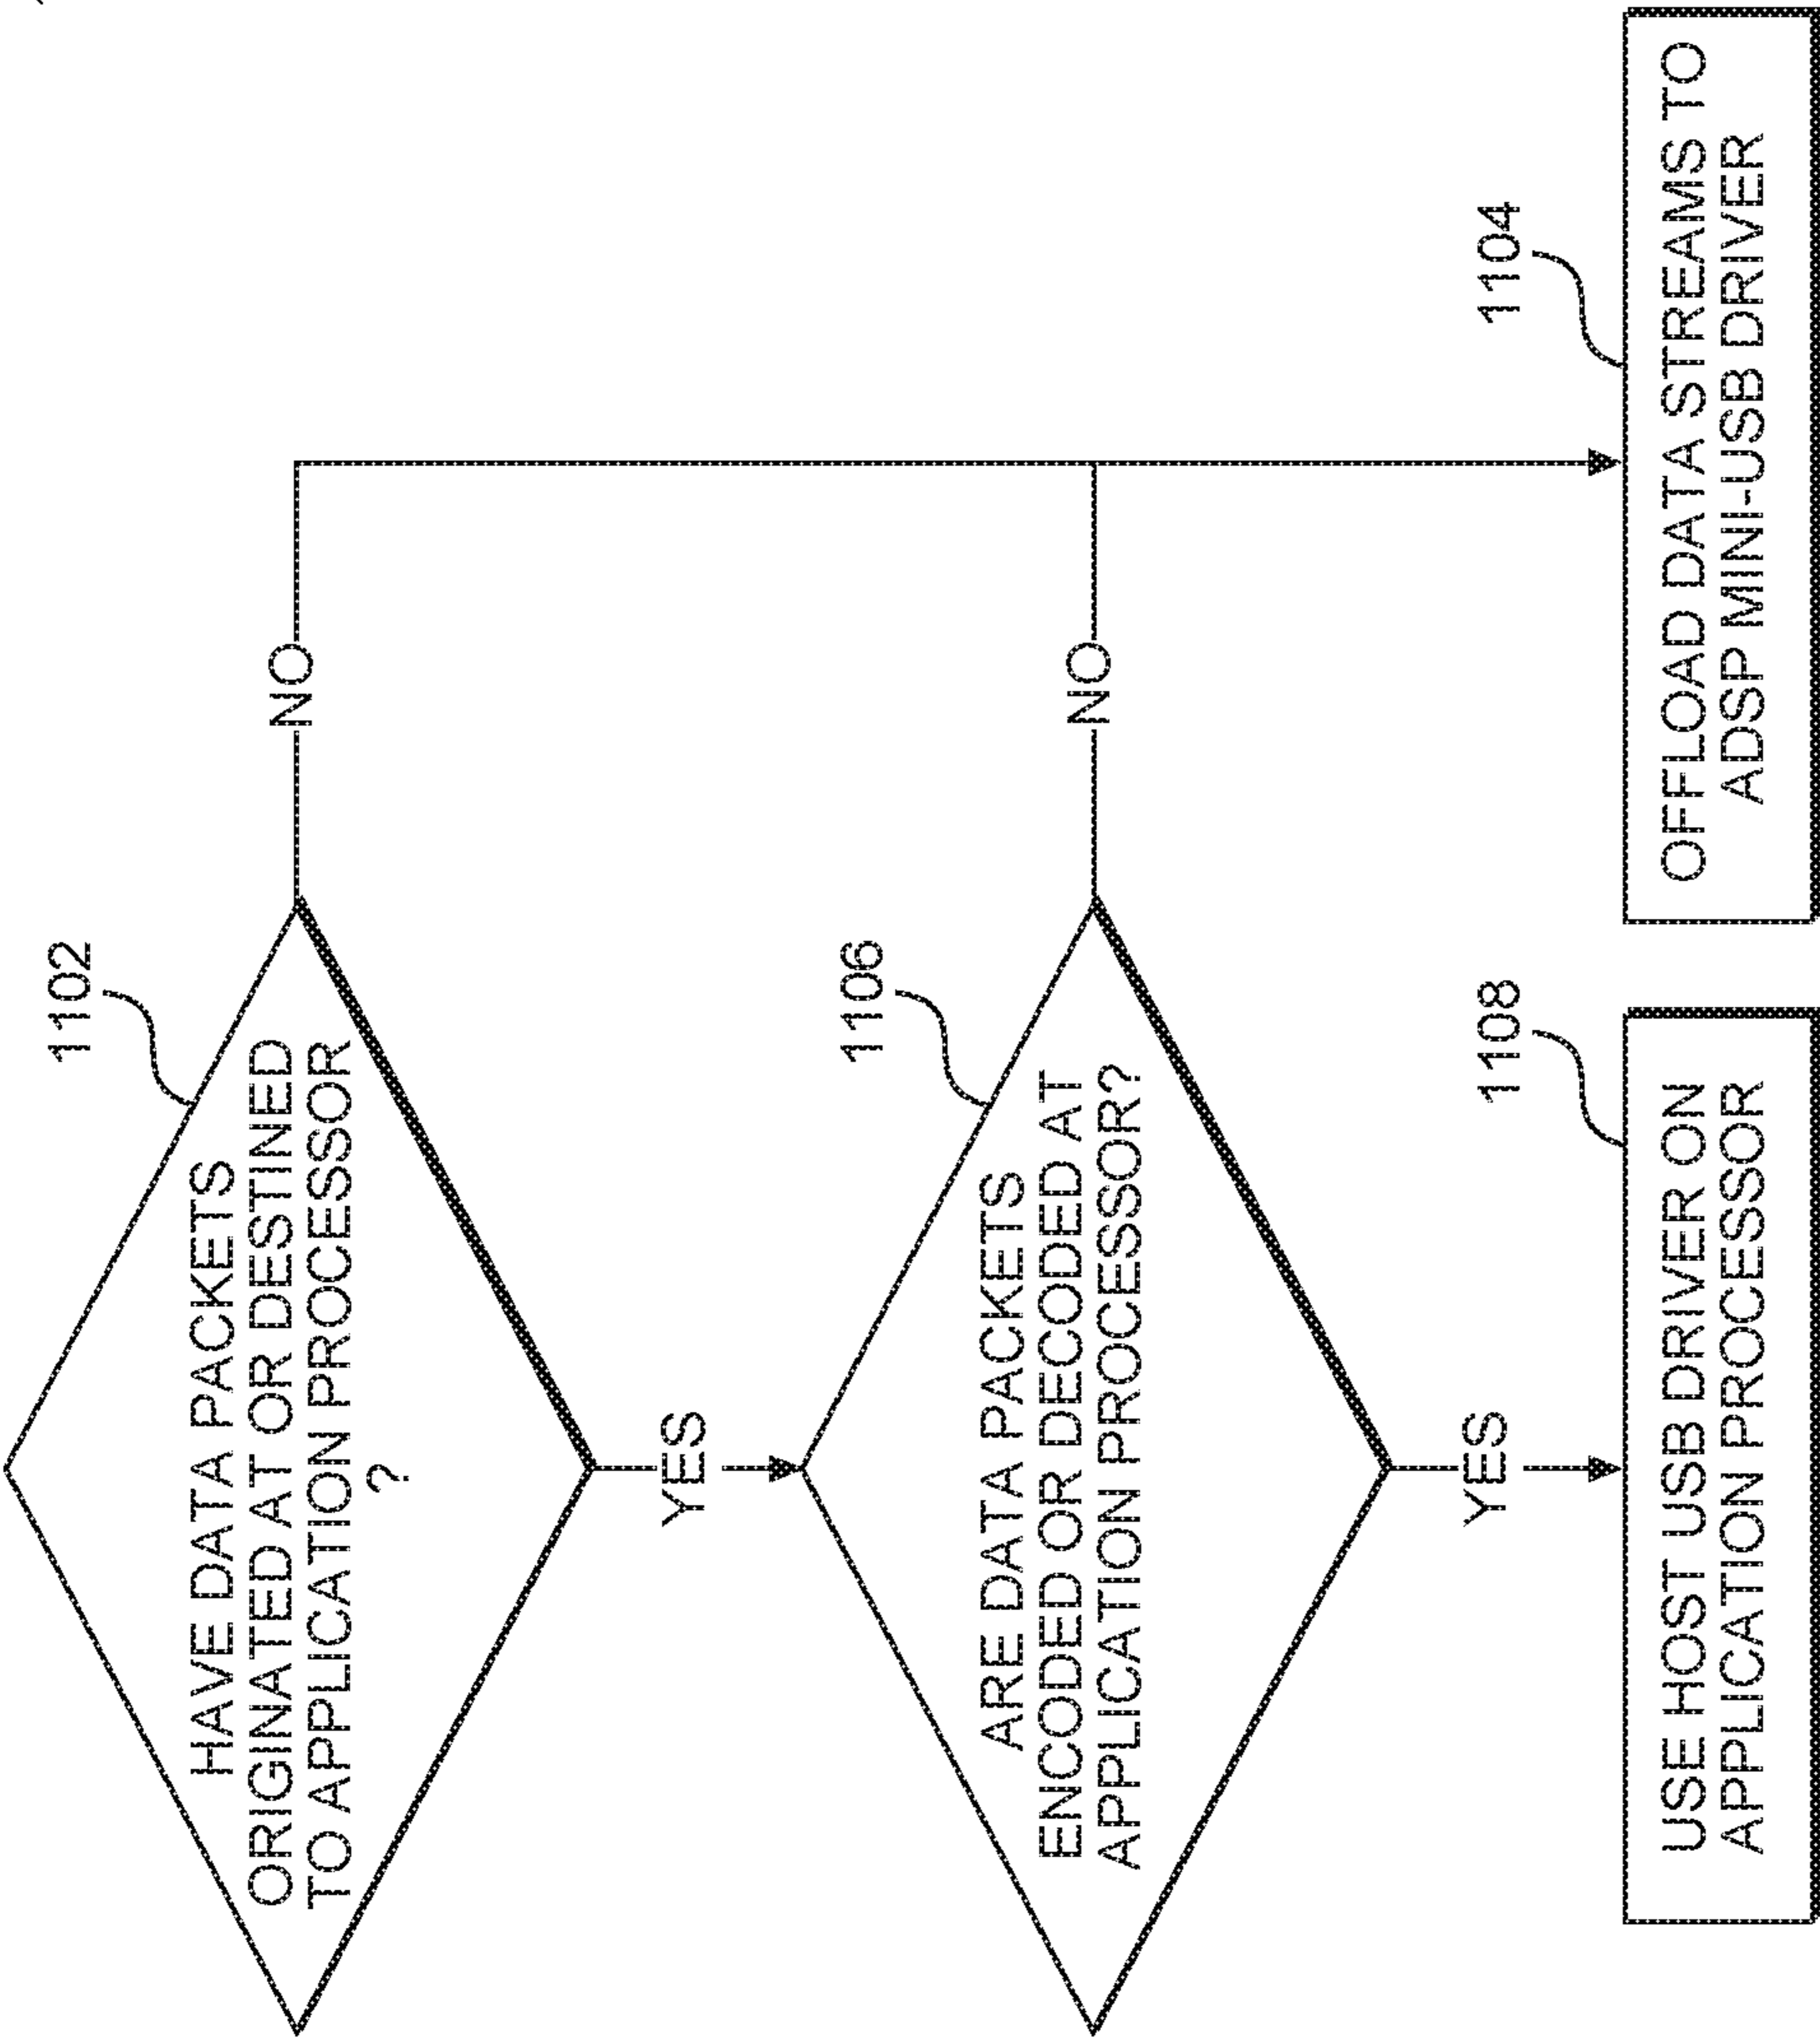 1102
HAVE DATA PACKETS
ORIGINATED AT OR DESTINED
TO APPLICATION PROCESSOR
?
NO
YES
1106
ARE DATA PACKETS
ENCODED OR DECODED AT
APPLICATION PROCESSOR?
NO
YES
1108
USE HOST USB DRIVER ON
APPLICATION PROCESSOR
1104
OFFLOAD DATA STREAMS TO
ADSP MINI-USB DRIVER